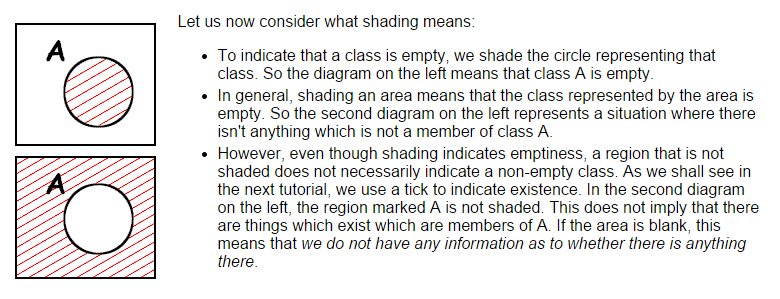 A
A
Let us now consider what shading means:
• To indicate that a class is empty, we shade the circle representing that
class. So the diagram on the left means that class A is empty.
• In general, shading an area means that the class represented by the area is
empty. So the second diagram on the left represents a situation where there
isn't anything which is not a member of class A.
• However, even though shading indicates emptiness, a region that is not
shaded does not necessarily indicate a non-empty class. As we shall see in
the next tutorial, we use a tick to indicate existence. In the second diagram
on the left, the region marked A is not shaded. This does not imply that there
are things which exist which are members of A. If the area is blank, this
means that we do not have any information as to whether there is anything
there.